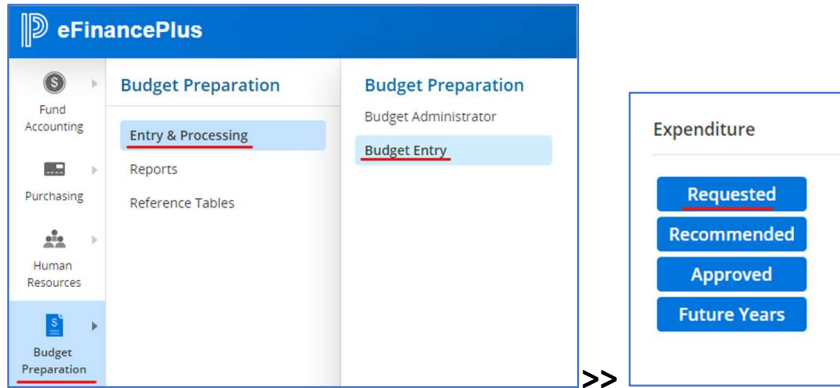 eFinancePlus
Fund
Accounting
Purchasing
Human
Resources
Budget
Preparation
Budget Preparation
Entry & Processing
Reports
Reference Tables
Budget Preparation
Budget Administrator
Budget Entry
>>
Expenditure
Requested
Recommended
Approved
Future Years